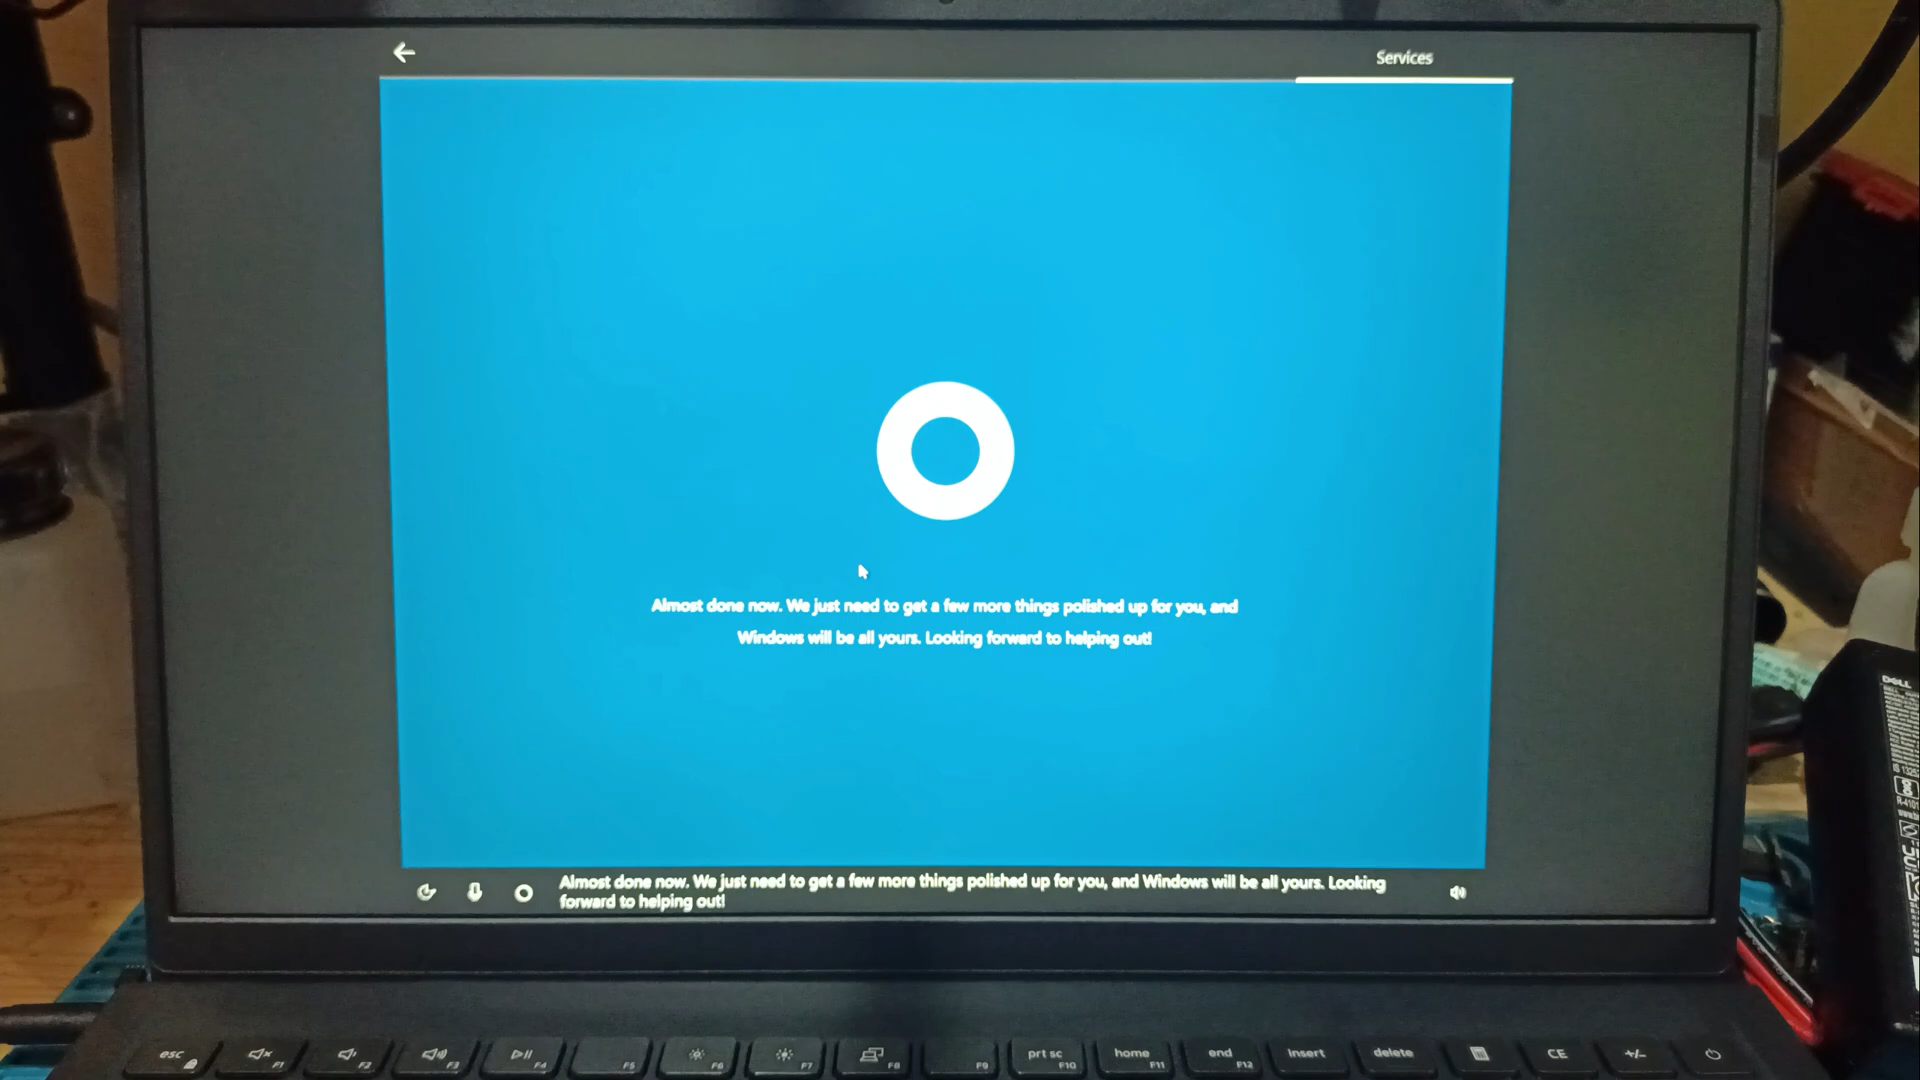 Services
Almost done now. We just need to get a few more things polished up for you, and
Windows will be all yours. Looking forward to helping out!
Almost done now. We just need to get a few more things polished up for you, and Windows will be all yours. Looking
forward to helping out!
DELL
esc F1 F2 F3 F4 F5 F6 F7 F8 F9 prt sc F10 home F11 end F12 insert delete CE +/-